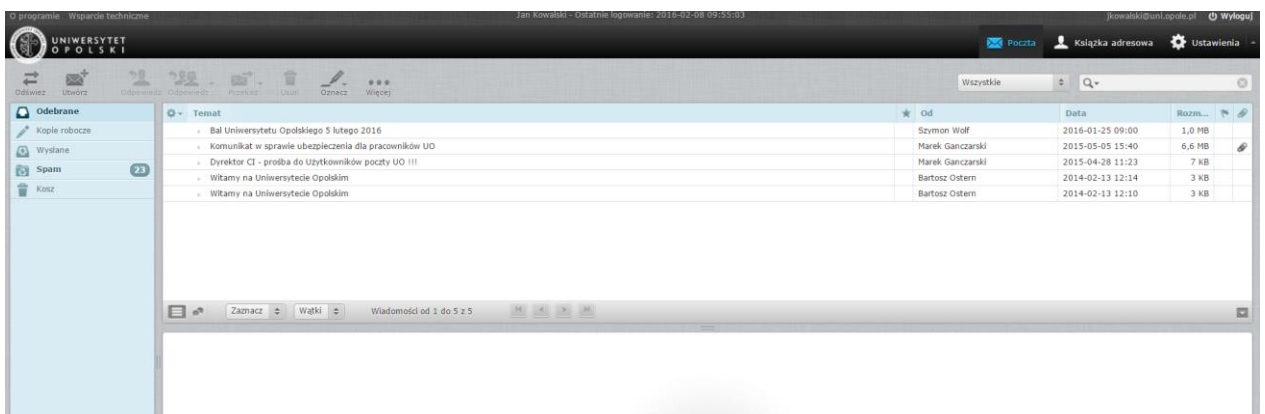 O programie Wsparcie techniczne Jan Kowalski - Ostatnie logowanie: 2016-02-08 09:55:03 jkowalski@uni.opole.pl Wyloguj
UNIWERSYTET
OPOLSKI
Poczta Książka adresowa Ustawienia
Odśwież Utwórz Odpowiedz Odpowiedz Przekaż Usuń Oznacz Więcej Wszystkie
Odebrane
Kopie robocze
Wysłane
Spam 23
Kosz
Temat Od Data Rozm...
Bal Uniwersytetu Opolskiego 5 lutego 2016 Szymon Wolf 2016-01-25 09:00 1,0 MB
Komunikat w sprawie ubezpieczenia dla pracowników UO Marek Ganczarski 2015-05-05 15:40 6,6 MB
Dyrektor CI - prośba do Użytkowników poczty UO !!! Marek Ganczarski 2015-04-28 11:23 7 KB
Witamy na Uniwersytecie Opolskim Bartosz Ostern 2014-02-13 12:14 3 KB
Witamy na Uniwersytecie Opolskim Bartosz Ostern 2014-02-13 12:10 3 KB
Zaznacz Wątki Wiadomości od 1 do 5 z 5